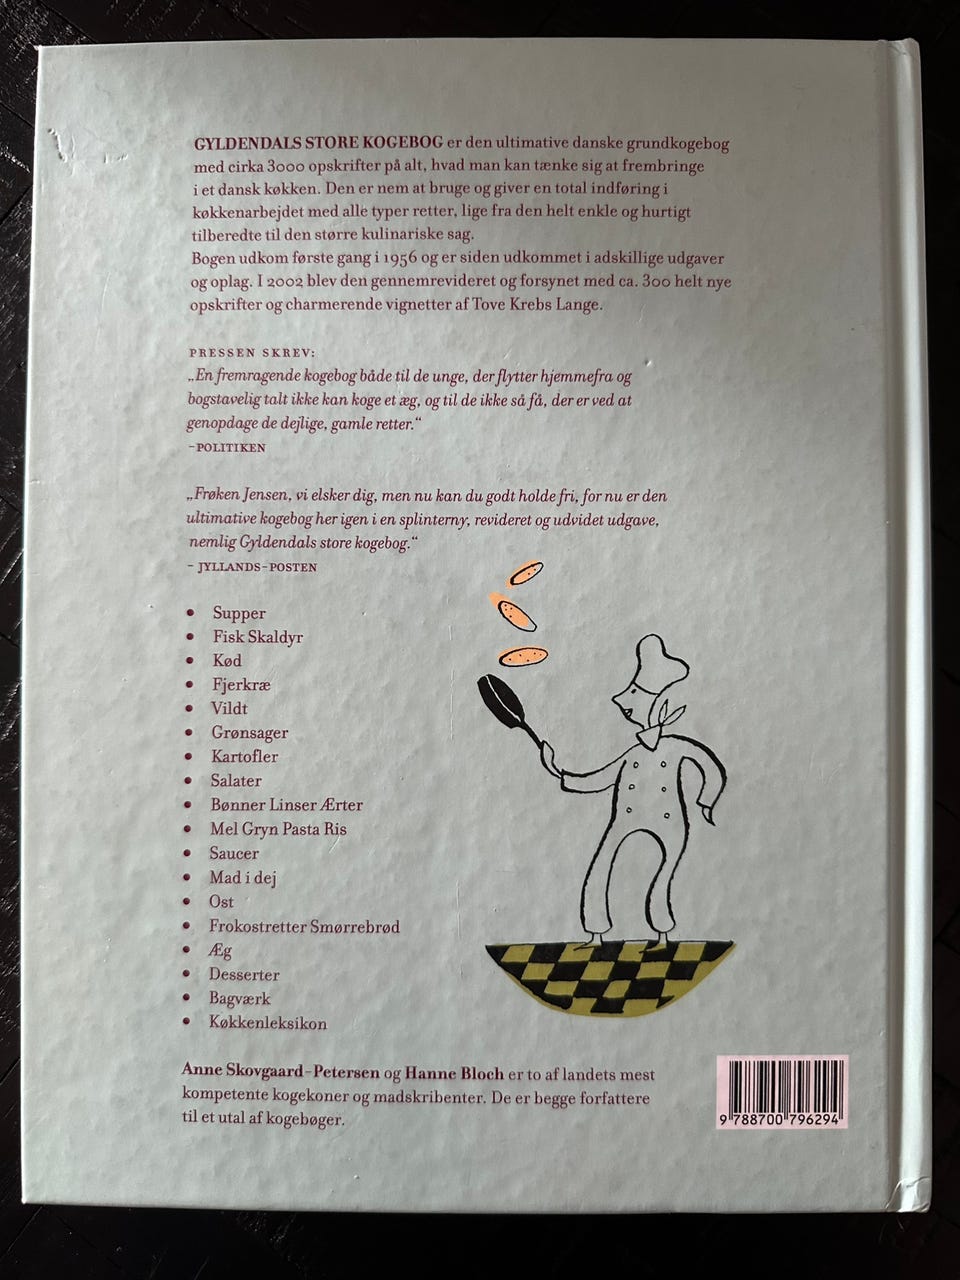 GYLDENDALS STORE KOGEBOG er den ultimative danske grundkogebog
med cirka 3000 opskrifter på alt, hvad man kan tænke sig at frembringe
i et dansk køkken. Den er nem at bruge og giver en total indføring i
køkkenarbejdet med alle typer retter, lige fra den helt enkle og hurtigt
tilberedte til den større kulinariske sag.
Bogen udkom første gang i 1956 og er siden udkommet i adskillige udgaver
og oplag. I 2002 blev den gennemrevideret og forsynet med ca. 300 helt nye
opskrifter og charmerende vignetter af Tove Krebs Lange.
PRESSEN SKREV:
„En fremragende kogebog både til de unge, der flytter hjemmefra og
bogstavelig talt ikke kan koge et æg, og til de ikke så få, der er ved at
genopdage de dejlige, gamle retter.“
–POLITIKEN
„Frøken Jensen, vi elsker dig, men nu kan du godt holde fri, for nu er den
ultimative kogebog her igen i en splinterny, revideret og udvidet udgave,
nemlig Gyldendals store kogebog.“
– JYLLANDS-POSTEN
• Supper
• Fisk Skaldyr
• Kød
• Fjerkræ
• Vildt
• Grønsager
• Kartofler
• Salater
• Bønner Linser Ærter
• Mel Gryn Pasta Ris
• Saucer
• Mad i dej
• Ost
• Frokostretter Smørrebrød
• Æg
• Desserter
• Bagværk
• Køkkenleksikon
Anne Skovgaard-Petersen og Hanne Bloch er to af landets mest
kompetente kogekoner og madskribenter. De er begge forfattere
til et utal af kogebøger.
9 788700 796294